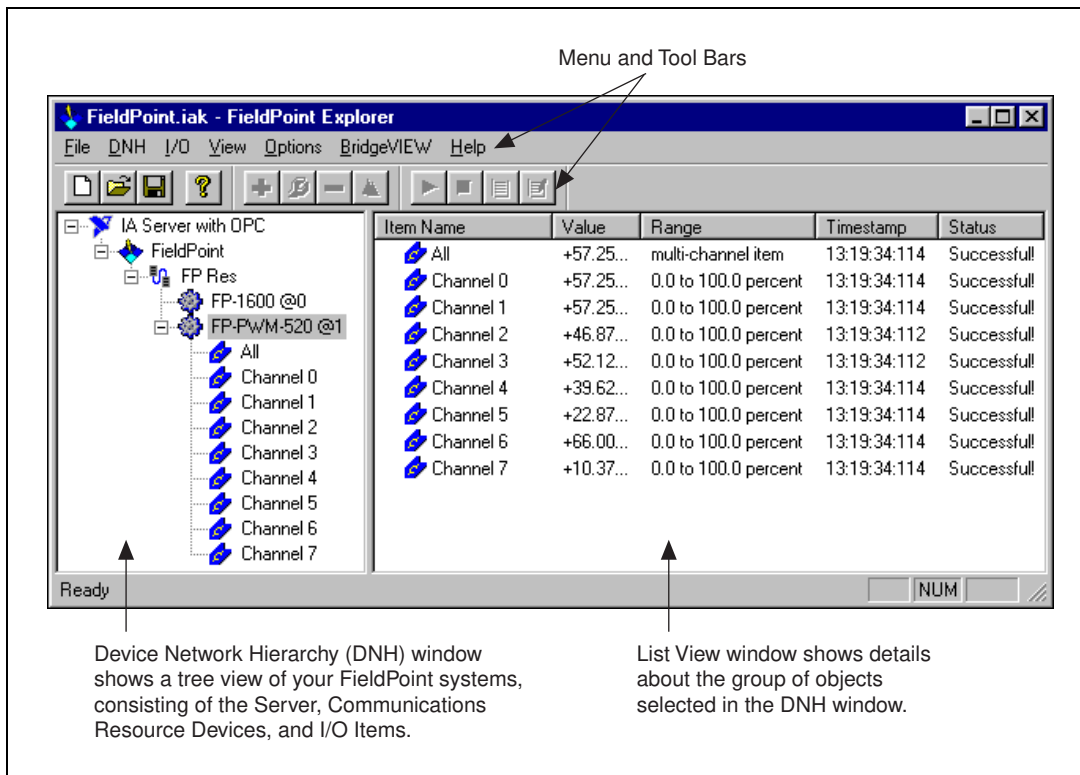 Menu and Tool Bars
FieldPoint.iak - FieldPoint Explorer
File DNH I/O View Options BridgeVIEW Help
IA Server with OPC
FieldPoint
FP Res
FP-1600 @0
FP-PWM-520 @1
All
Channel 0
Channel 1
Channel 2
Channel 3
Channel 4
Channel 5
Channel 6
Channel 7
Item Name Value Range Timestamp Status
All +57.25... multi-channel item 13:19:34:114 Successful!
Channel 0 +57.25... 0.0 to 100.0 percent 13:19:34:114 Successful!
Channel 1 +57.25... 0.0 to 100.0 percent 13:19:34:114 Successful!
Channel 2 +46.87... 0.0 to 100.0 percent 13:19:34:112 Successful!
Channel 3 +52.12... 0.0 to 100.0 percent 13:19:34:112 Successful!
Channel 4 +39.62... 0.0 to 100.0 percent 13:19:34:114 Successful!
Channel 5 +22.87... 0.0 to 100.0 percent 13:19:34:114 Successful!
Channel 6 +66.00... 0.0 to 100.0 percent 13:19:34:114 Successful!
Channel 7 +10.37... 0.0 to 100.0 percent 13:19:34:114 Successful!
Ready NUM
Device Network Hierarchy (DNH) window
shows a tree view of your FieldPoint systems,
consisting of the Server, Communications
Resource Devices, and I/O Items.
List View window shows details
about the group of objects
selected in the DNH window.